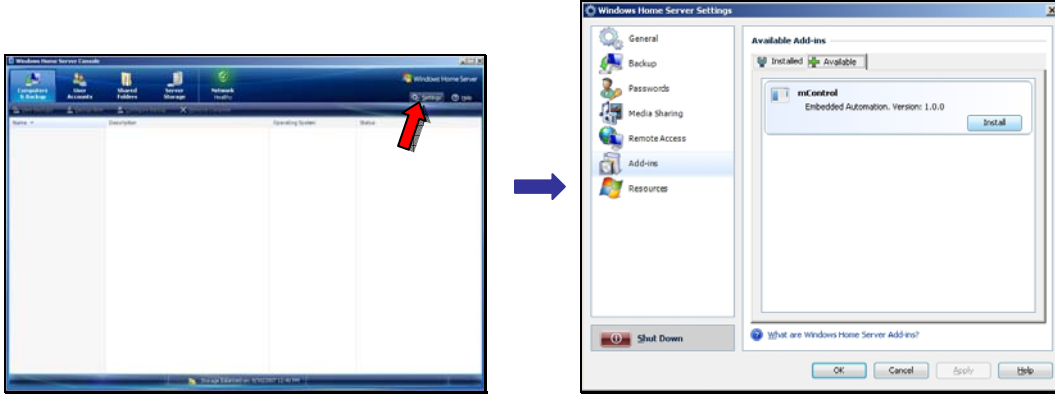 Windows Home Server Console
Computers & Backup
User Accounts
Shared Folders
Server Storage
Network Healthy
Windows Home Server
Settings
Help
Name
Description
Operating System
Status
Windows Home Server Settings
General
Backup
Passwords
Media Sharing
Remote Access
Add-ins
Resources
Shut Down
Available Add-ins
Installed Available
mControl
Embedded Automation. Version: 1.0.0
Install
What are Windows Home Server Add-ins?
OK Cancel Apply Help